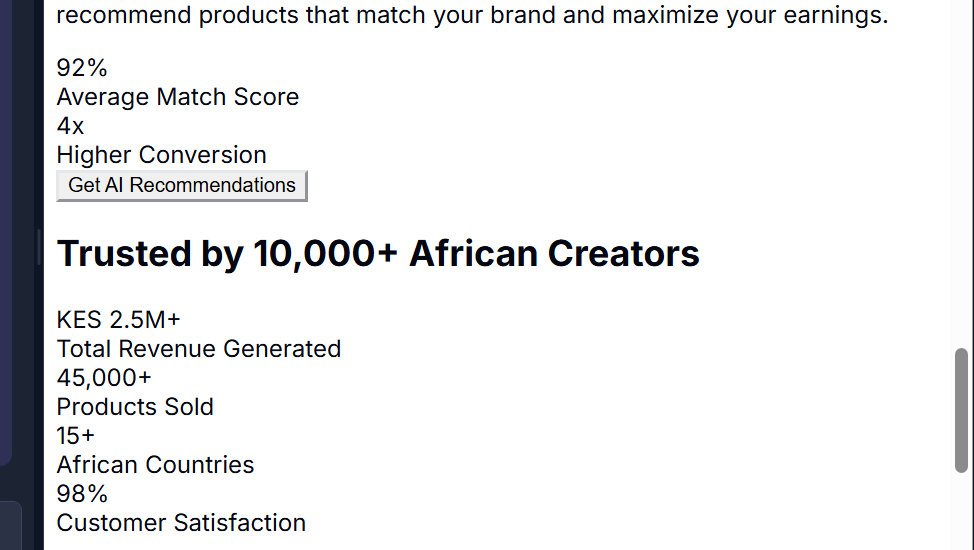 recommend products that match your brand and maximize your earnings.
92%
Average Match Score
4x
Higher Conversion
Get AI Recommendations
Trusted by 10,000+ African Creators
KES 2.5M+
Total Revenue Generated
45,000+
Products Sold
15+
African Countries
98%
Customer Satisfaction